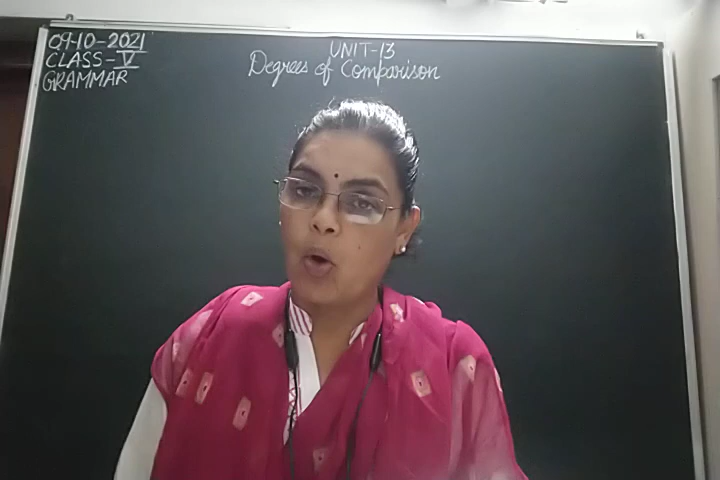 09-10-2021
CLASS-V
GRAMMAR
UNIT-13
Degrees of Comparison